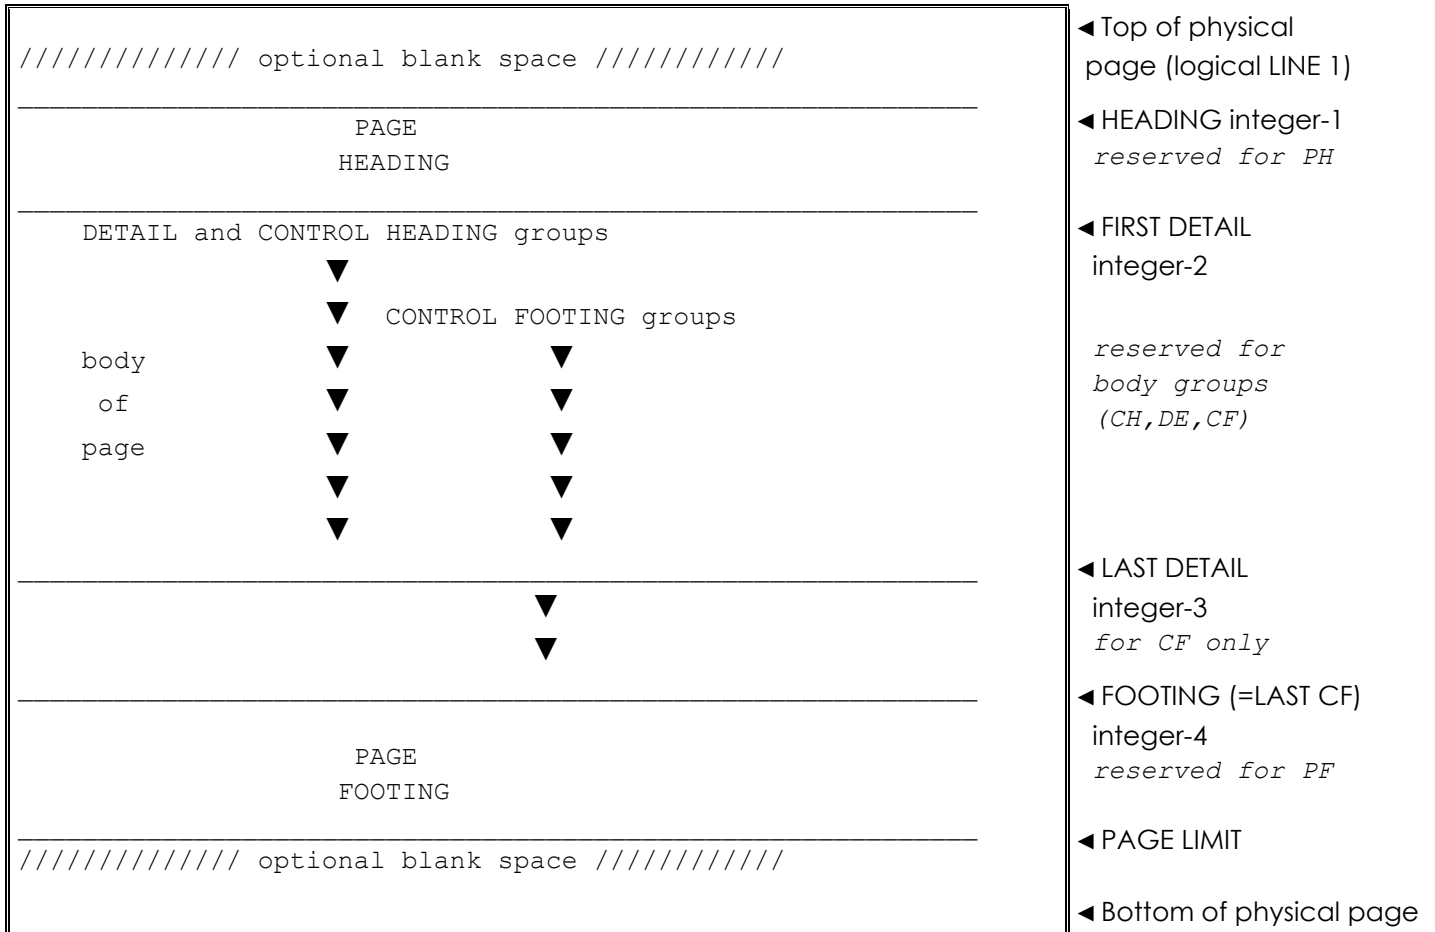 ◄ Top of physical
////////////// optional blank space ////////////
page (logical LINE 1)
PAGE
◄ HEADING integer-1
HEADING
reserved for PH
DETAIL and CONTROL HEADING groups
◄ FIRST DETAIL
integer-2
▼
▼ CONTROL FOOTING groups
body ▼ ▼
reserved for
of ▼ ▼
body groups
page ▼ ▼
(CH,DE,CF)
▼ ▼
▼ ▼
◄ LAST DETAIL
▼
integer-3
▼
for CF only
◄ FOOTING (=LAST CF)
integer-4
PAGE
reserved for PF
FOOTING
◄ PAGE LIMIT
////////////// optional blank space ////////////
◄ Bottom of physical page